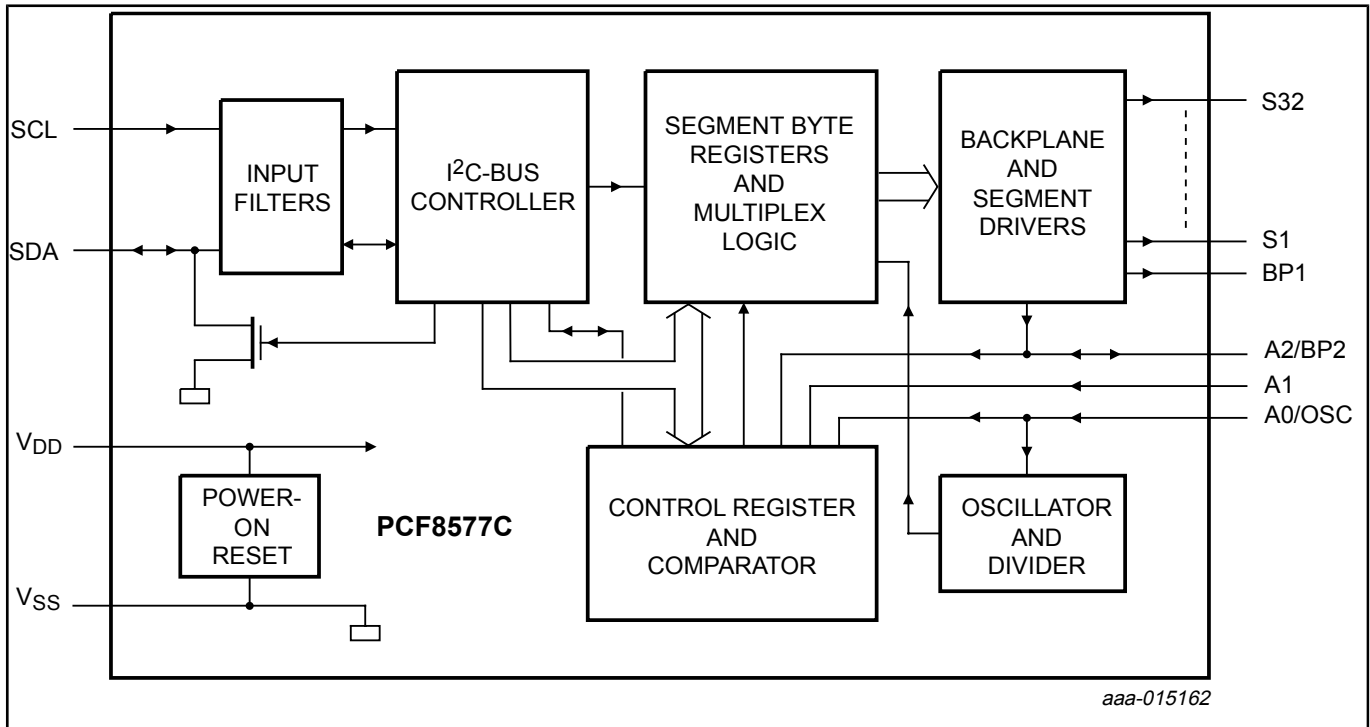 SCL
SDA
INPUT
FILTERS
I²C-BUS
CONTROLLER
SEGMENT BYTE
REGISTERS
AND
MULTIPLEX
LOGIC
BACKPLANE
AND
SEGMENT
DRIVERS
S32
S1
BP1
A2/BP2
A1
A0/OSC
VDD
POWER-
ON
RESET
VSS
PCF8577C
CONTROL REGISTER
AND
COMPARATOR
OSCILLATOR
AND
DIVIDER
aaa-015162